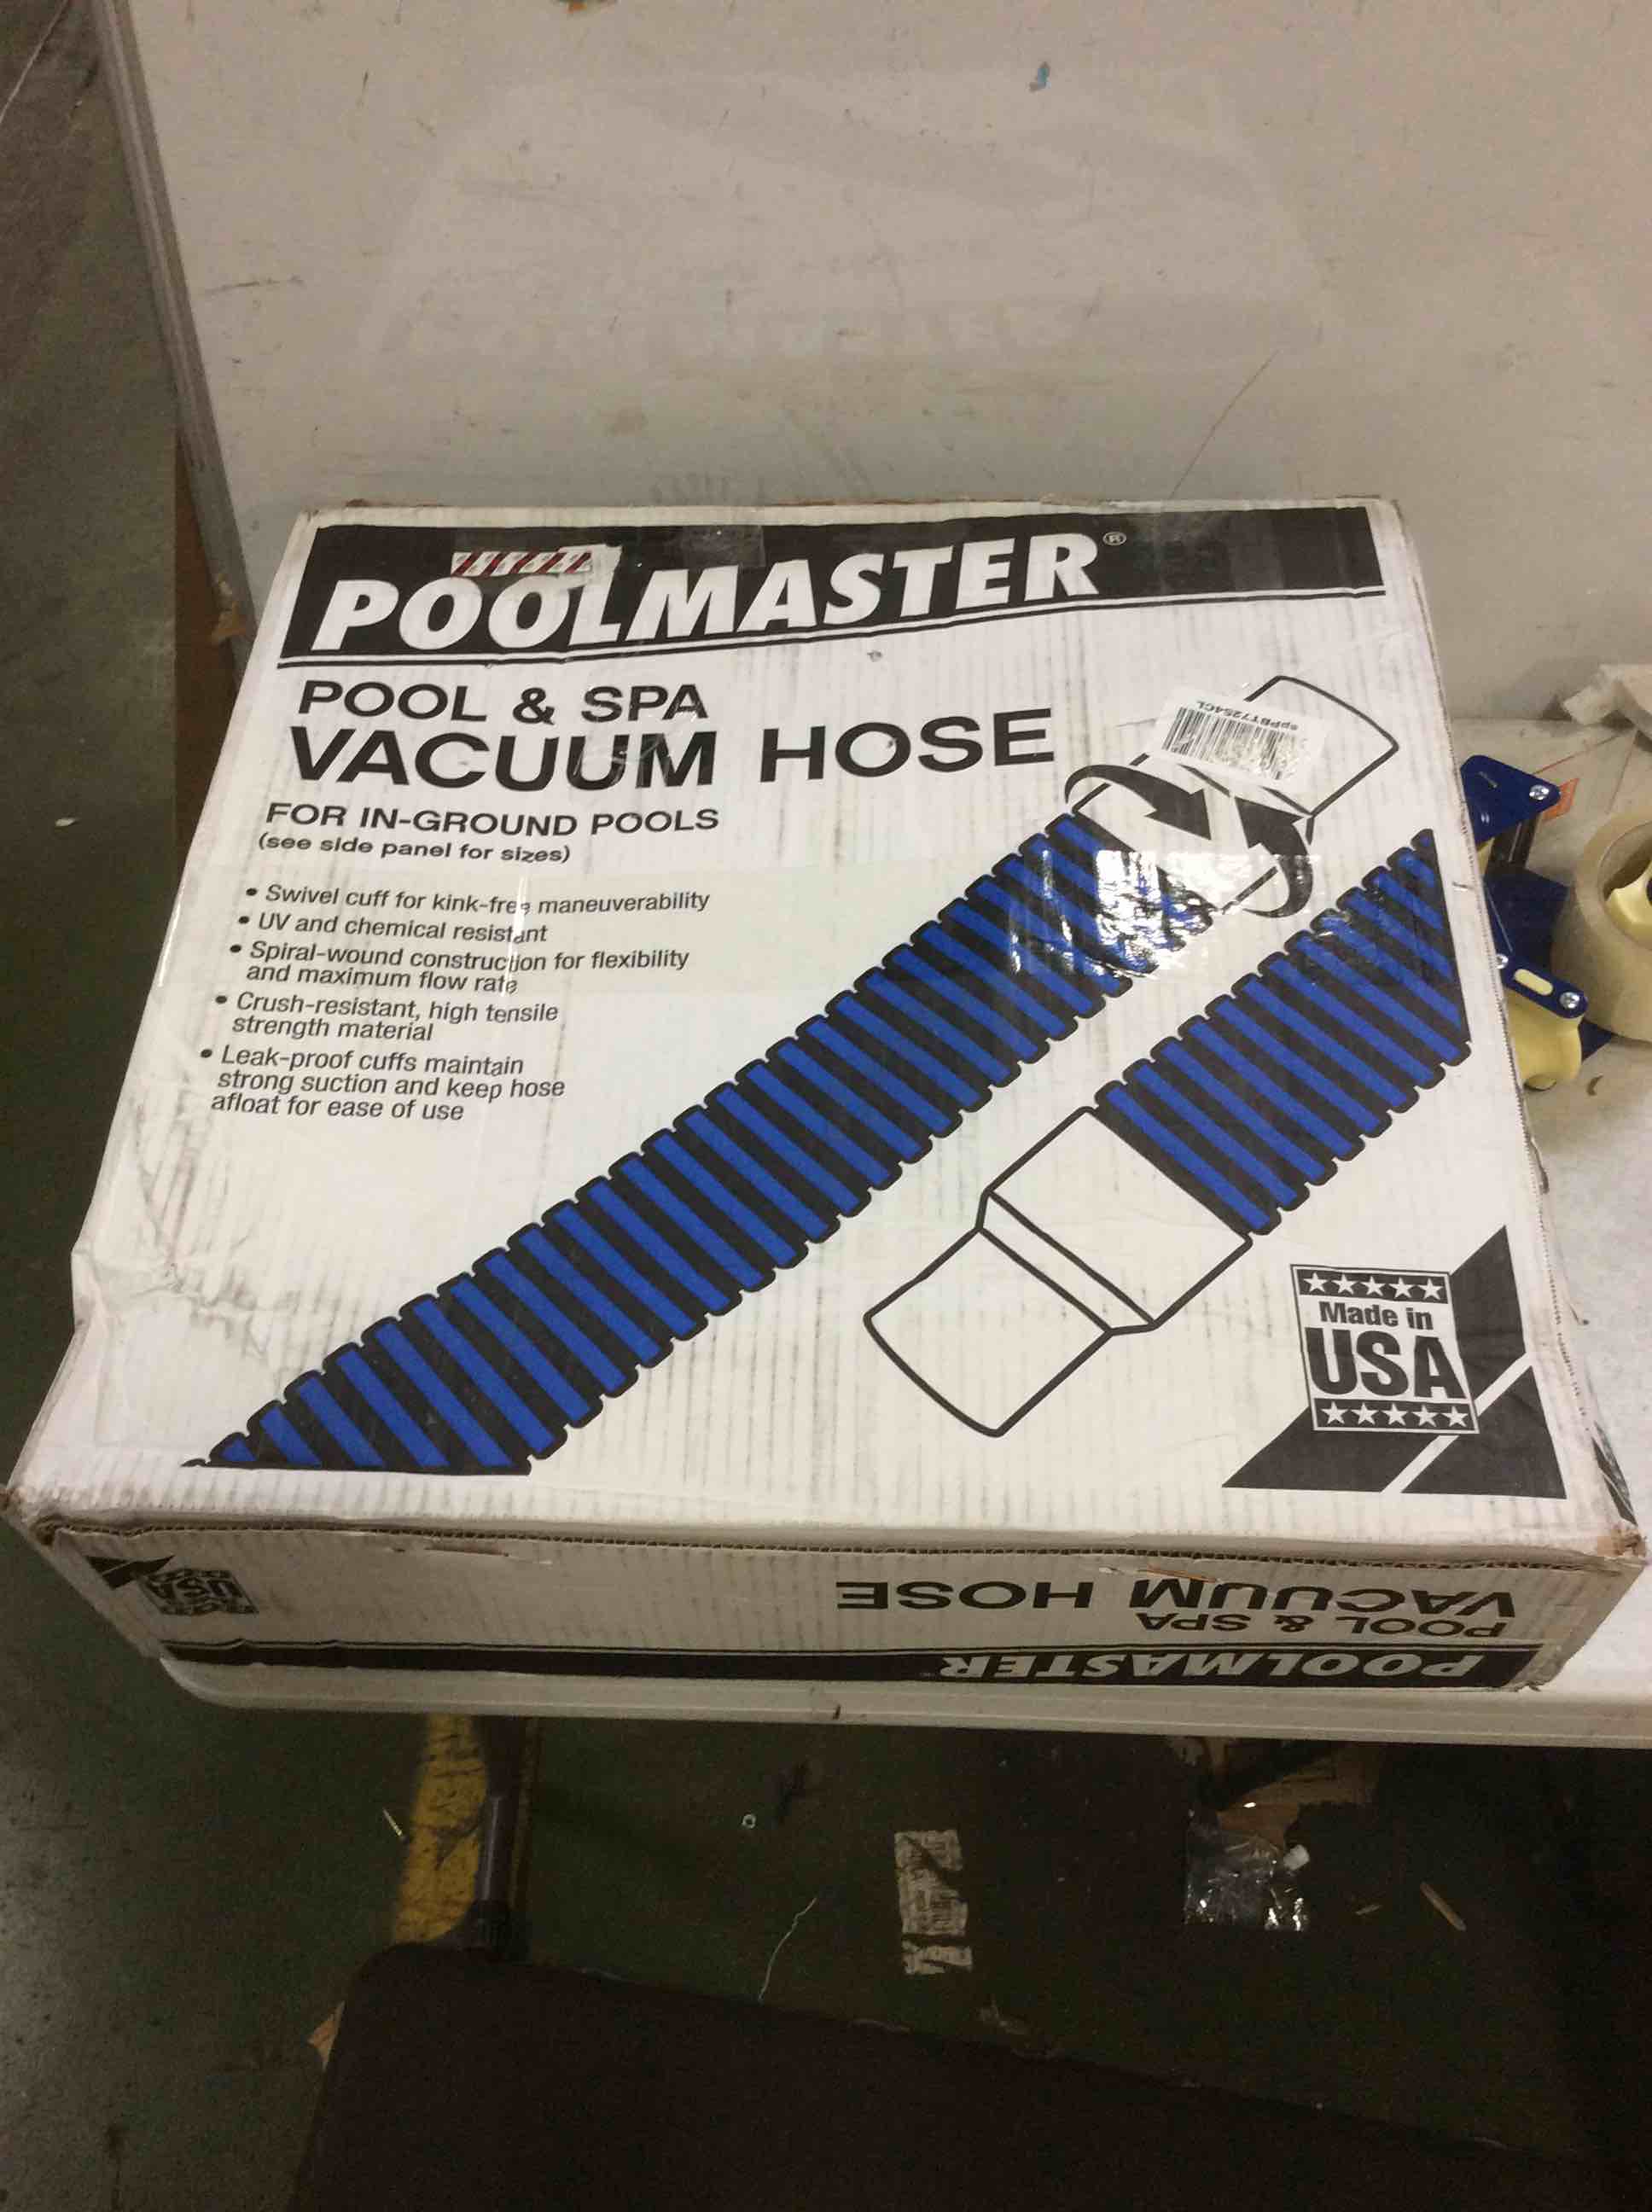 POOLMASTER®
POOL & SPA
VACUUM HOSE
FOR IN-GROUND POOLS
(see side panel for sizes)
• Swivel cuff for kink-free maneuverability
• UV and chemical resistant
• Spiral-wound construction for flexibility
and maximum flow rate
• Crush-resistant, high tensile
strength material
• Leak-proof cuffs maintain
strong suction and keep hose
afloat for ease of use
spPBT7254CL
Made in
USA
POOLMASTER
POOL & SPA
VACUUM HOSE
USA